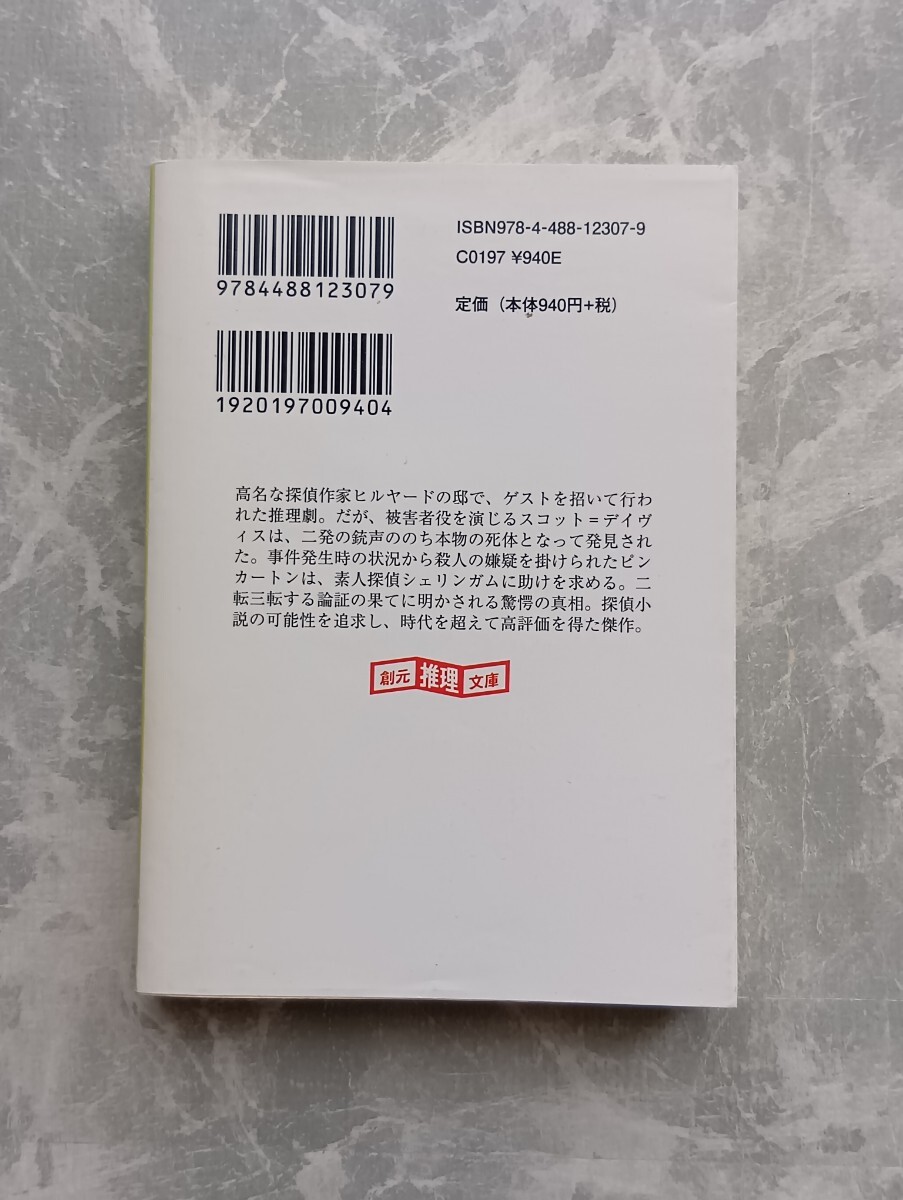 ISBN978-4-488-12307-9
C0197 ¥940E
9784488123079
定価（本体940円+税）
1920197009404
高名な探偵作家ヒルヤードの邸で、ゲストを招いて行わ
れた推理劇。だが、被害者役を演じるスコット＝デイヴ
ィスは、二発の銃声ののち本物の死体となって発見され
た。事件発生時の状況から殺人の嫌疑を掛けられたピン
カートンは、素人探偵シェリンガムに助けを求める。二
転三転する論証の果てに明かされる驚愕の真相。探偵小
説の可能性を追求し、時代を超えて高評価を得た傑作。
創元推理文庫